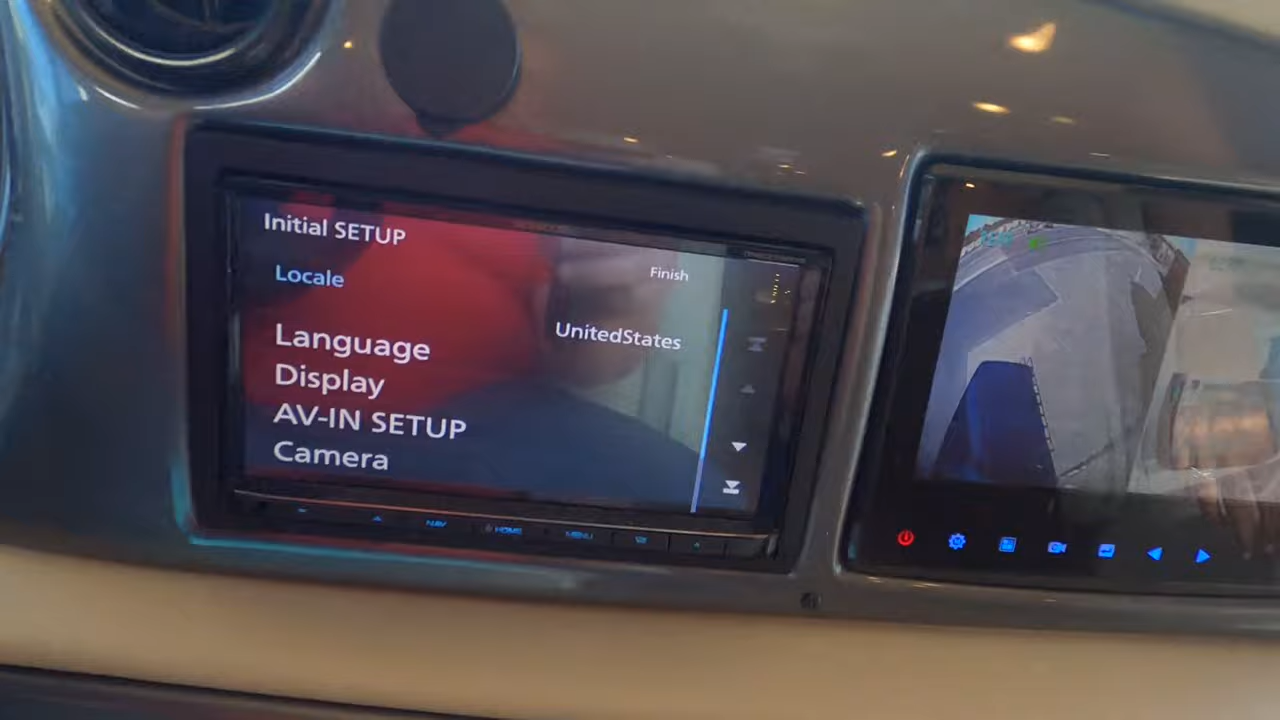 Initial SETUP
Locale
Finish
UnitedStates
Language
Display
AV-IN SETUP
Camera
NAV
HOME
MENU